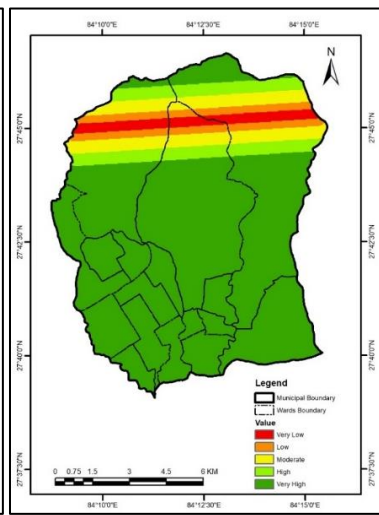 84°10'0"E 84°12'30"E 84°15'0"E
N
27°45'0"N 27°45'0"N
27°42'30"N 27°42'30"N
27°40'0"N 27°40'0"N
27°37'30"N 27°37'30"N
Legend
Municipal Boundary
Wards Boundary
Value
Very Low
Low
Moderate
High
Very High
0 0.75 1.5 3 4.5 6 KM
84°10'0"E 84°12'30"E 84°15'0"E